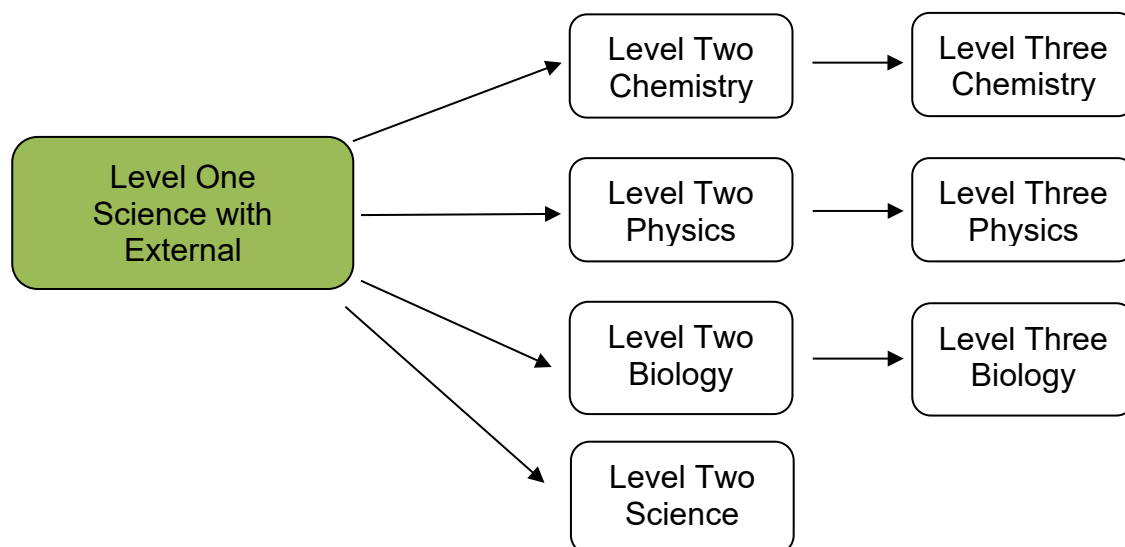 Level One
Science with
External
Level Two
Chemistry
Level Three
Chemistry
Level Two
Physics
Level Three
Physics
Level Two
Biology
Level Three
Biology
Level Two
Science